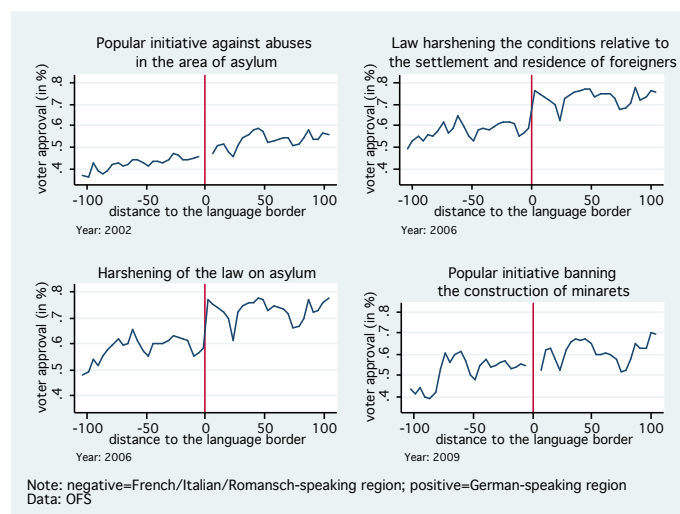 Popular initiative against abuses
in the area of asylum
voter approval (in %)
.8
.7
.6
.5
.4
-100 -50 0 50 100
distance to the language border
Year: 2002
Law harshening the conditions relative to
the settlement and residence of foreigners
voter approval (in %)
.8
.7
.6
.5
.4
-100 -50 0 50 100
distance to the language border
Year: 2006
Harshening of the law on asylum
voter approval (in %)
.8
.7
.6
.5
.4
-100 -50 0 50 100
distance to the language border
Year: 2006
Popular initiative banning
the construction of minarets
voter approval (in %)
.8
.7
.6
.5
.4
-100 -50 0 50 100
distance to the language border
Year: 2009
Note: negative=French/Italian/Romansch-speaking region; positive=German-speaking region
Data: OFS